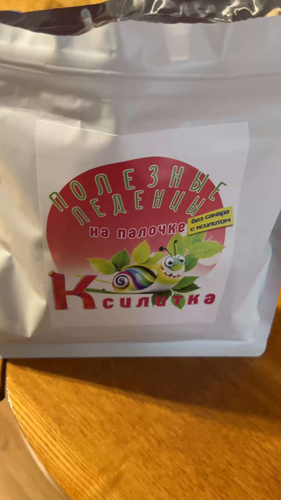 ПОЛЕЗНЫЕ
ЛЕДЕНЦЫ
на палочке
Без сахара
с ксилитом
Ксилитка